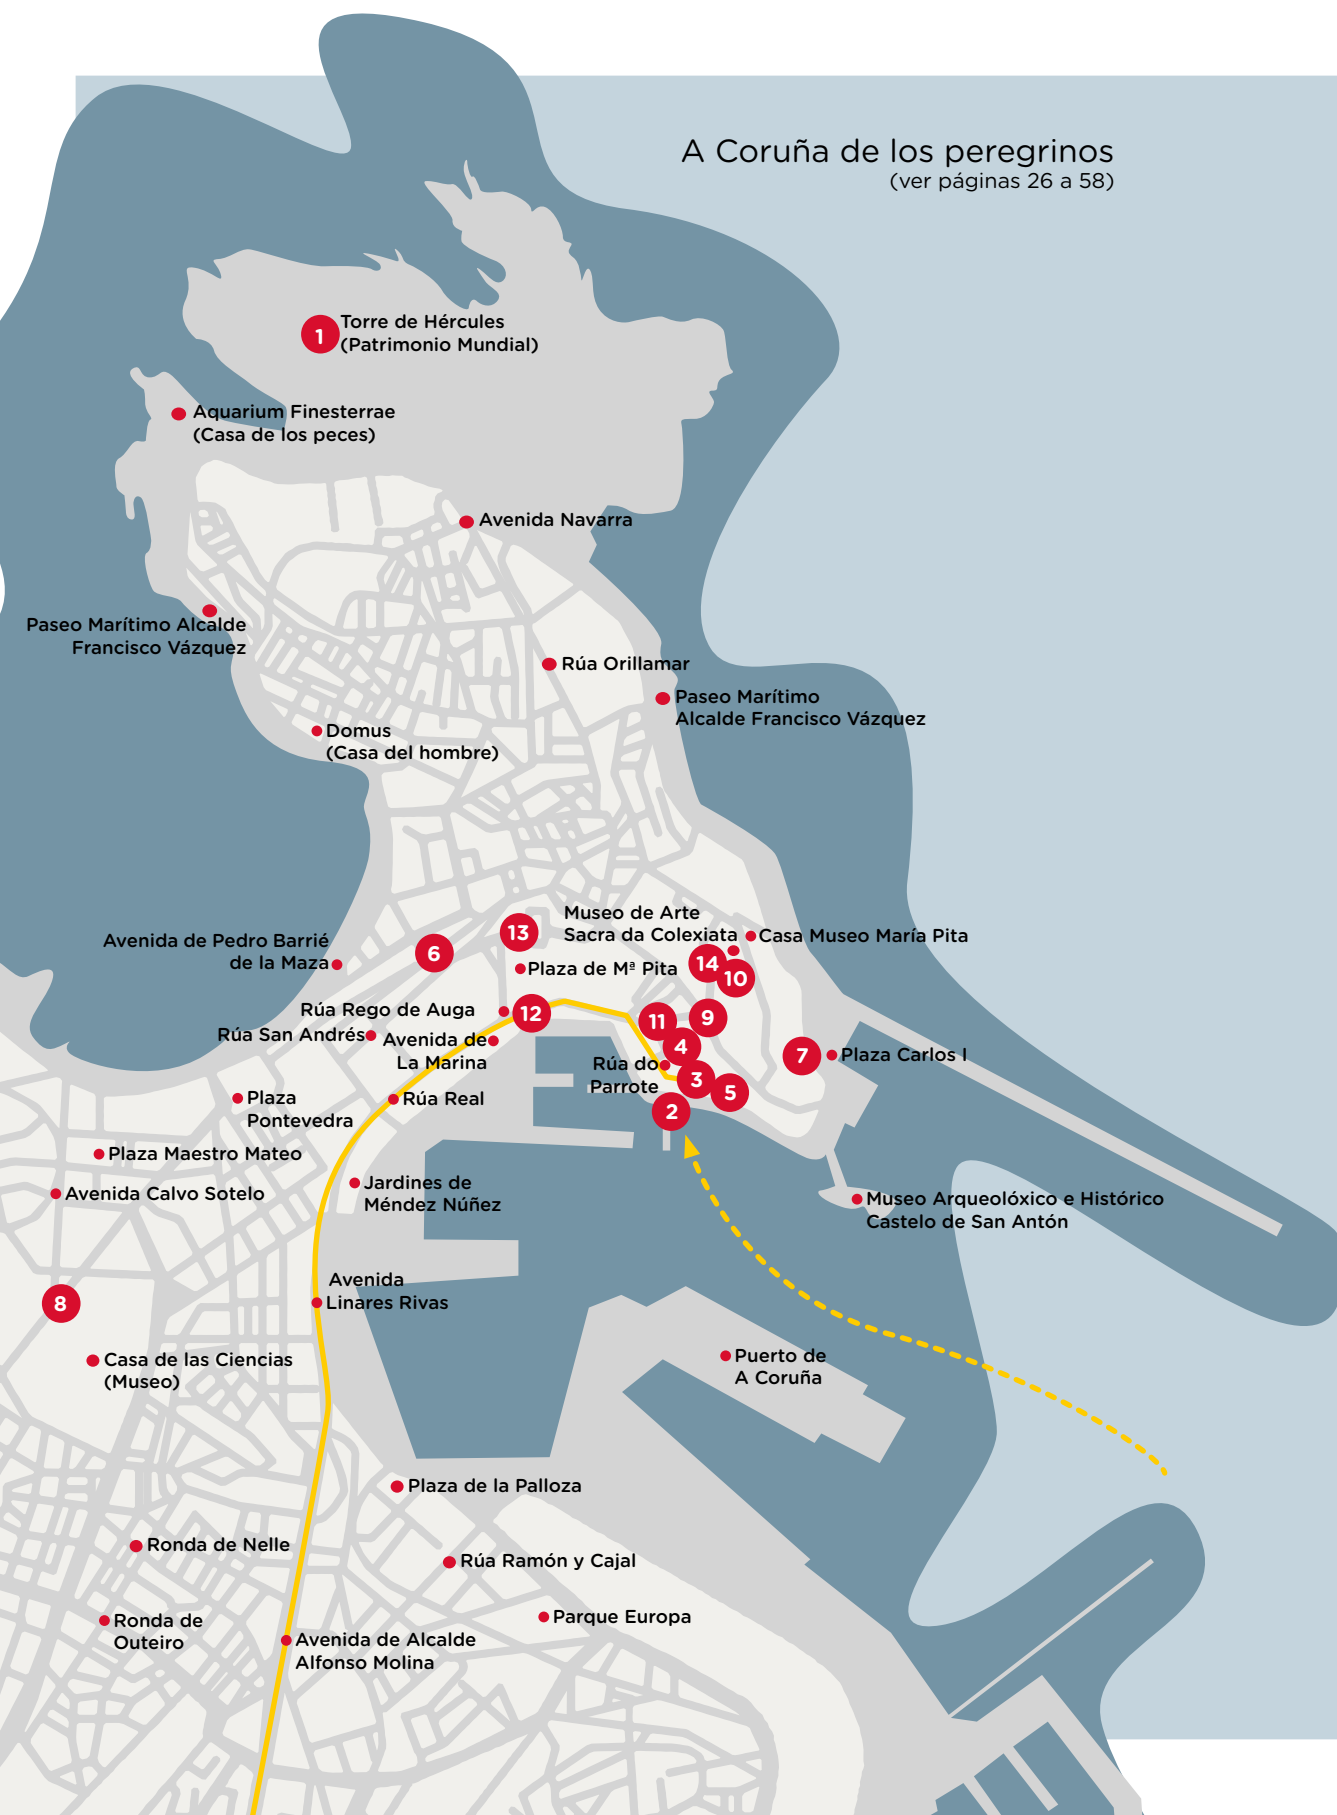 A Coruña de los peregrinos
(ver páginas 26 a 58)
1
Torre de Hércules
(Patrimonio Mundial)
Aquarium Finesterrae
(Casa de los peces)
Avenida Navarra
Paseo Marítimo Alcalde
Francisco Vázquez
Rúa Orillamar
Paseo Marítimo
Alcalde Francisco Vázquez
Domus
(Casa del hombre)
Museo de Arte
Sacra da Colexiata
Casa Museo María Pita
13
Avenida de Pedro Barrié
de la Maza
6
14
10
Plaza de Mª Pita
Rúa Rego de Auga
12
11
9
Rúa San Andrés
Avenida de
La Marina
4
7
Plaza Carlos I
Rúa do
Parrote
3
5
2
Plaza
Pontevedra
Rúa Real
Plaza Maestro Mateo
Avenida Calvo Sotelo
Jardines de
Méndez Núñez
Museo Arqueolóxico e Histórico
Castelo de San Antón
8
Avenida
Linares Rivas
Casa de las Ciencias
(Museo)
Puerto de
A Coruña
Plaza de la Palloza
Ronda de Nelle
Rúa Ramón y Cajal
Ronda de
Outeiro
Parque Europa
Avenida de Alcalde
Alfonso Molina